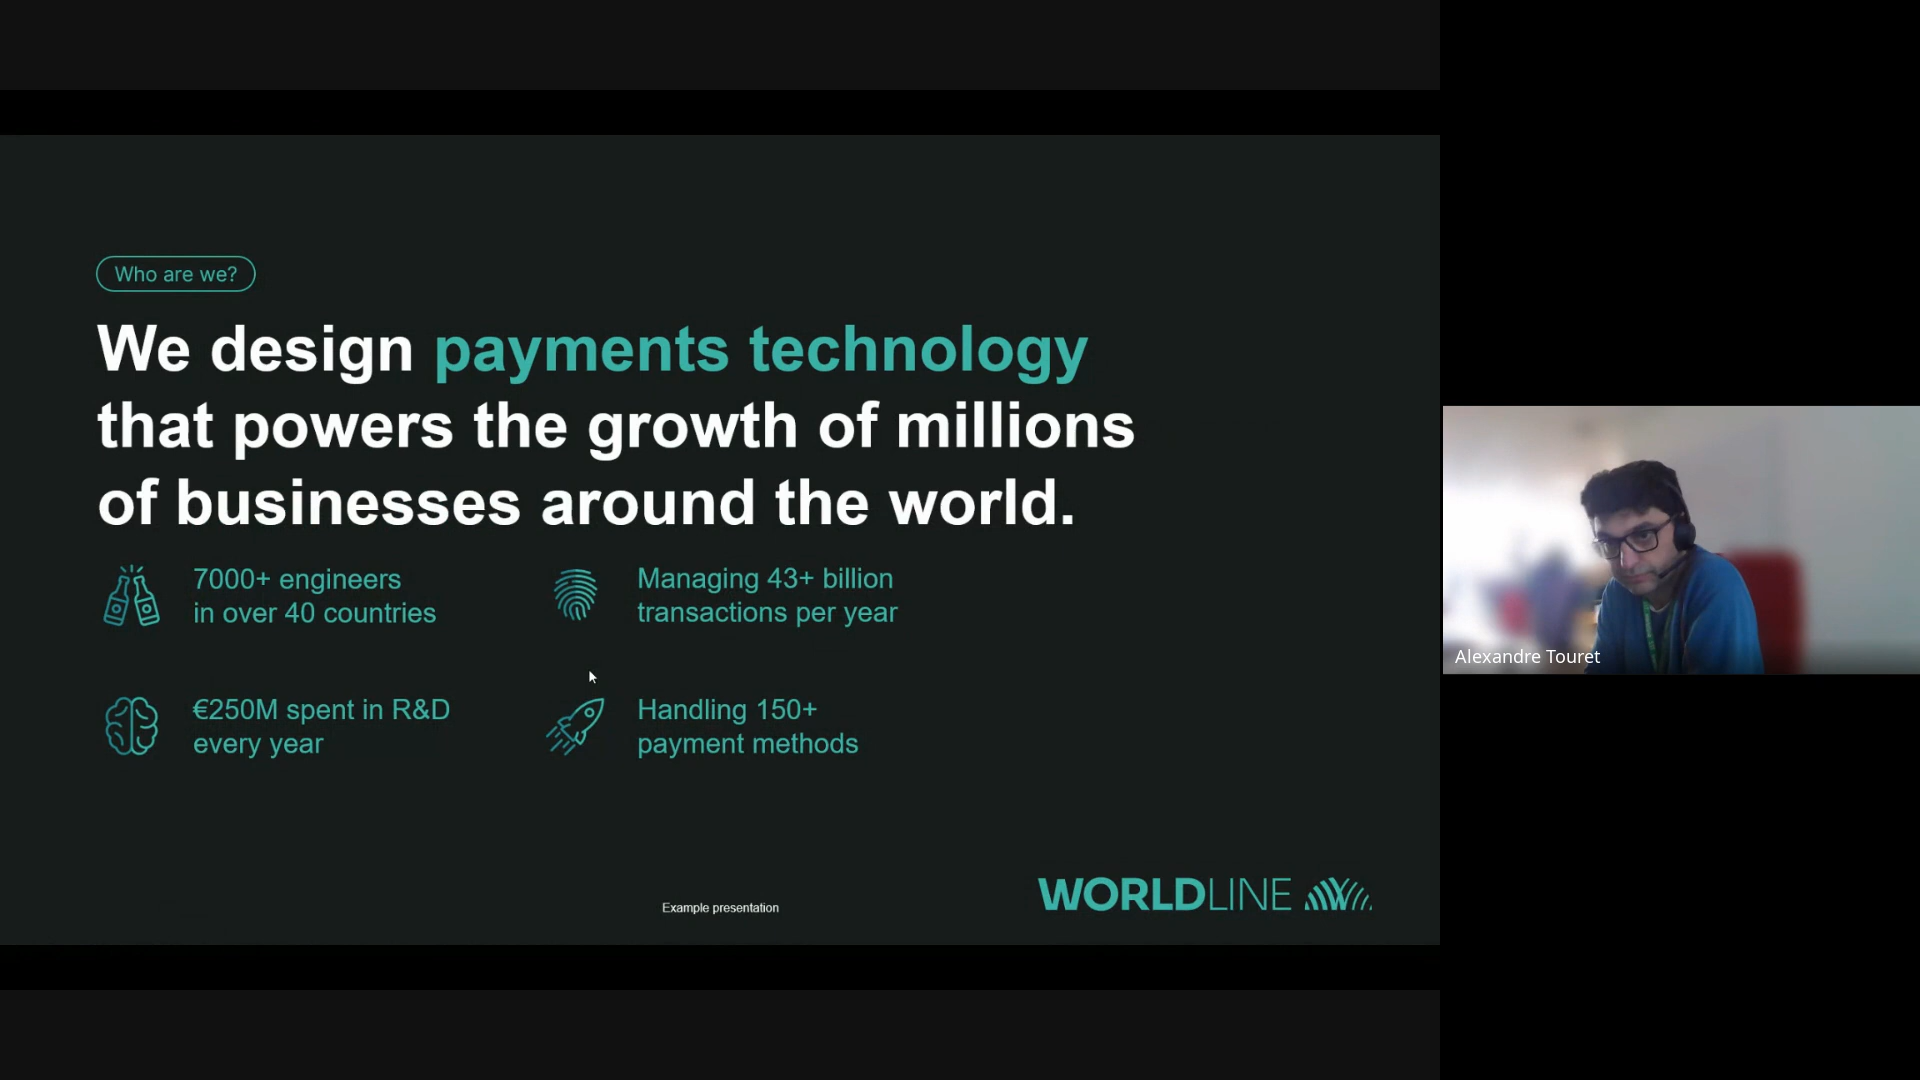 Who are we?
We design payments technology
that powers the growth of millions
of businesses around the world.
7000+ engineers
in over 40 countries
Managing 43+ billion
transactions per year
€250M spent in R&D
every year
Handling 150+
payment methods
Example presentation
WORLDLINE
Alexandre Touret